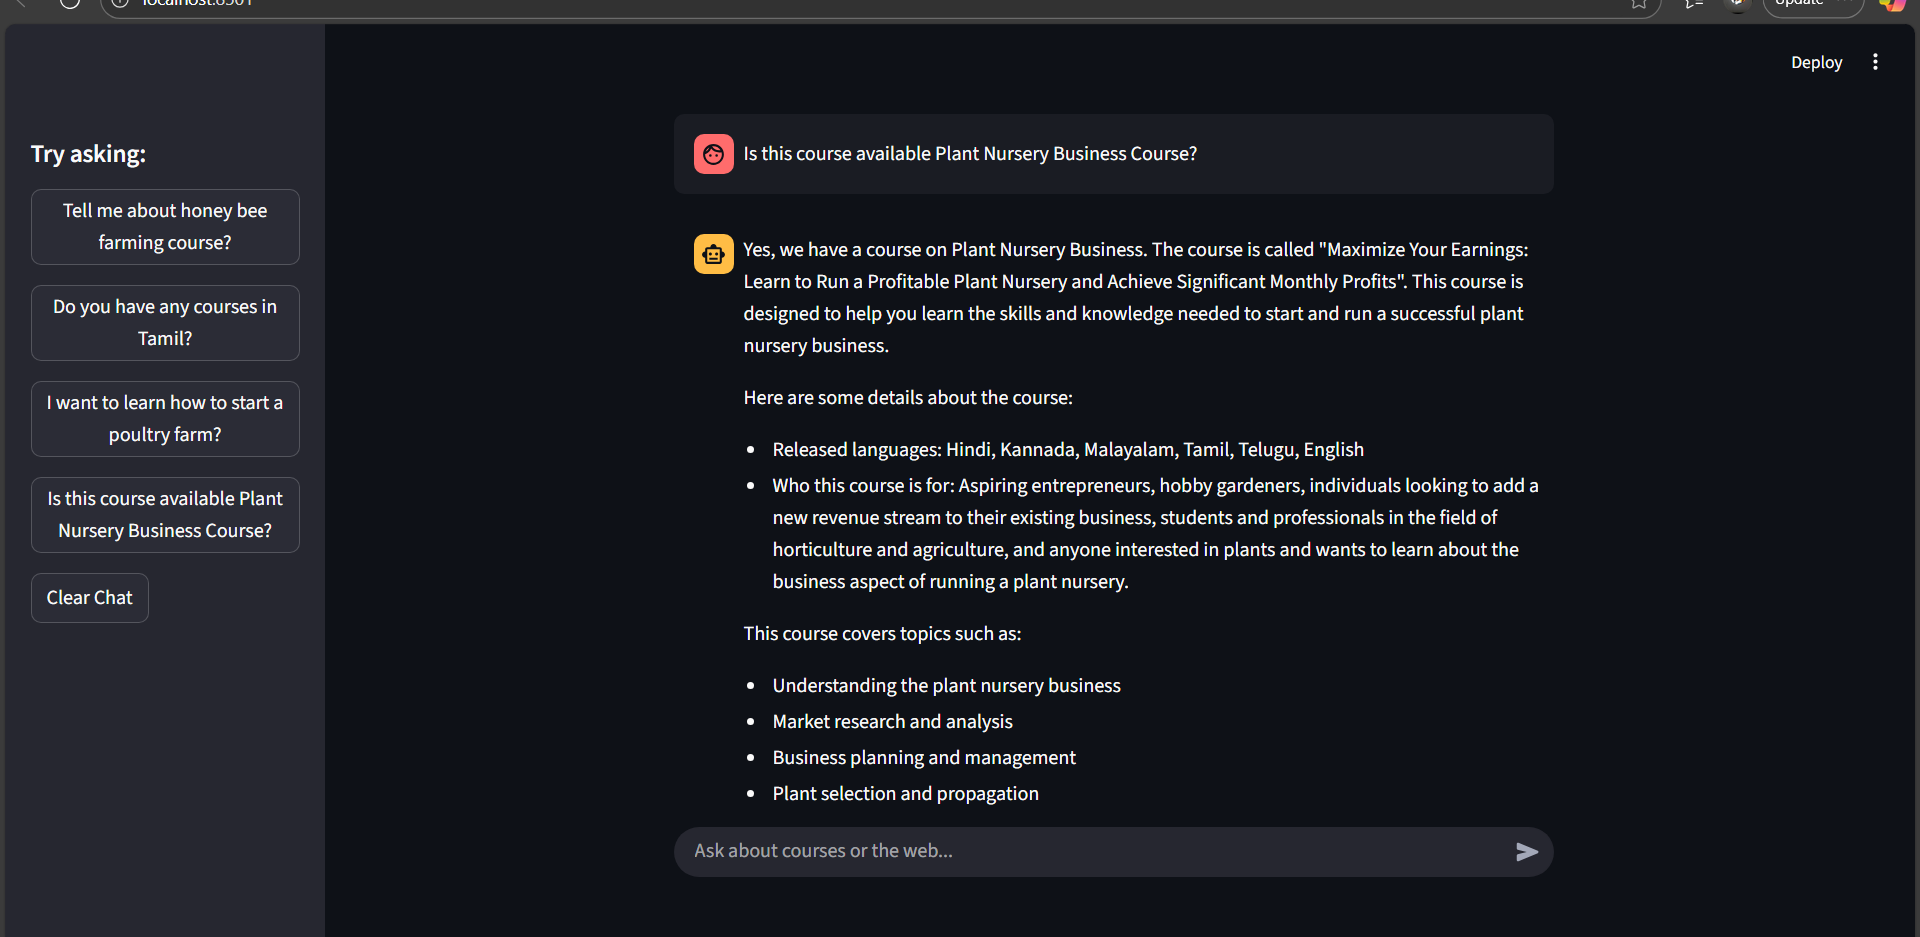 Deploy
Try asking:
Tell me about honey bee
farming course?
Do you have any courses in
Tamil?
I want to learn how to start a
poultry farm?
Is this course available Plant
Nursery Business Course?
Clear Chat
Is this course available Plant Nursery Business Course?
Yes, we have a course on Plant Nursery Business. The course is called "Maximize Your Earnings:
Learn to Run a Profitable Plant Nursery and Achieve Significant Monthly Profits". This course is
designed to help you learn the skills and knowledge needed to start and run a successful plant
nursery business.
Here are some details about the course:
• Released languages: Hindi, Kannada, Malayalam, Tamil, Telugu, English
• Who this course is for: Aspiring entrepreneurs, hobby gardeners, individuals looking to add a
new revenue stream to their existing business, students and professionals in the field of
horticulture and agriculture, and anyone interested in plants and wants to learn about the
business aspect of running a plant nursery.
This course covers topics such as:
• Understanding the plant nursery business
• Market research and analysis
• Business planning and management
• Plant selection and propagation
Ask about courses or the web...